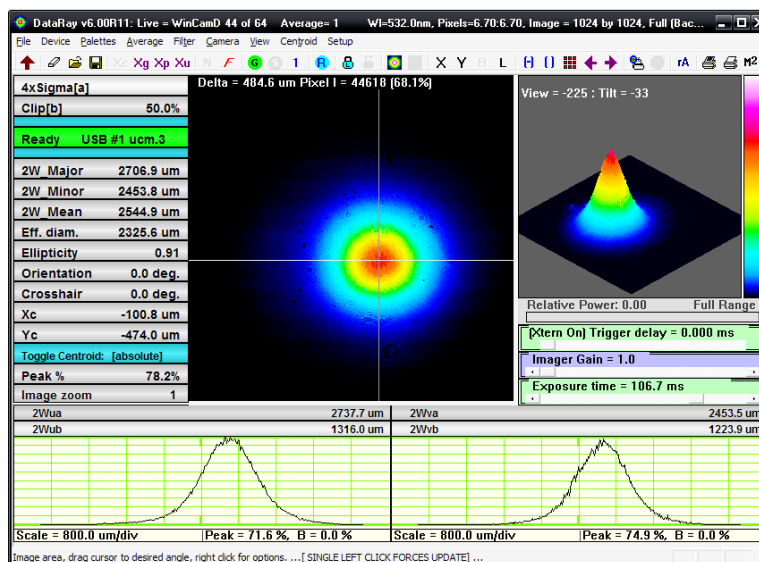 DataRay v6.00R11: Live = WinCamD 44 of 64   Average= 1   Wl=532.0nm, Pixels=6.70:6.70, Image = 1024 by 1024, Full (Bac...
File Device Palettes Average Filter Camera View Centroid Setup
Xc Xg Xp Xu N F G S 1 R X Y B L rA M²
4xSigma[a]
Clip[b] 50.0%
Ready USB #1 ucm.3
2W_Major 2706.9 um
2W_Minor 2453.8 um
2W_Mean 2544.9 um
Eff. diam. 2325.6 um
Ellipticity 0.91
Orientation 0.0 deg.
Crosshair 0.0 deg.
Xc -100.8 um
Yc -474.0 um
Toggle Centroid: [absolute]
Peak % 78.2%
Image zoom 1
Delta = 484.6 um Pixel I = 44618 (68.1%)
View = -225 : Tilt = -33
Relative Power: 0.00 Full Range
(Xtern On) Trigger delay = 0.000 ms
Imager Gain = 1.0
Exposure time = 106.7 ms
2Wua 2737.7 um
2Wub 1316.0 um
2Wva 2453.5 um
2Wvb 1223.9 um
Scale = 800.0 um/div Peak = 71.6 %, B = 0.0 %
Scale = 800.0 um/div Peak = 74.9 %, B = 0.0 %
Image area, drag cursor to desired angle, right click for options. ...[ SINGLE LEFT CLICK FORCES UPDATE] ...